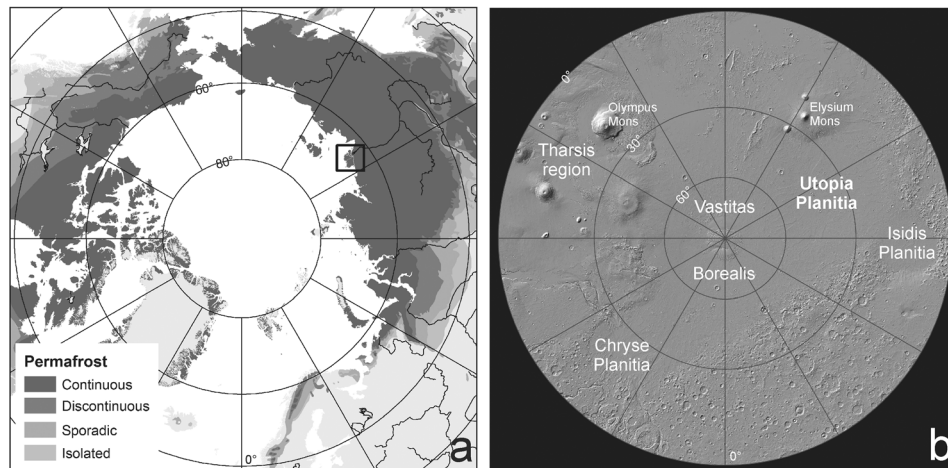 60°
80°
0°
Permafrost
Continuous
Discontinuous
Sporadic
Isolated
a
0°
Olympus
Mons
Elysium
Mons
30°
Tharsis
region
60°
Utopia
Planitia
Vastitas
Isidis
Planitia
Borealis
Chryse
Planitia
0°
b